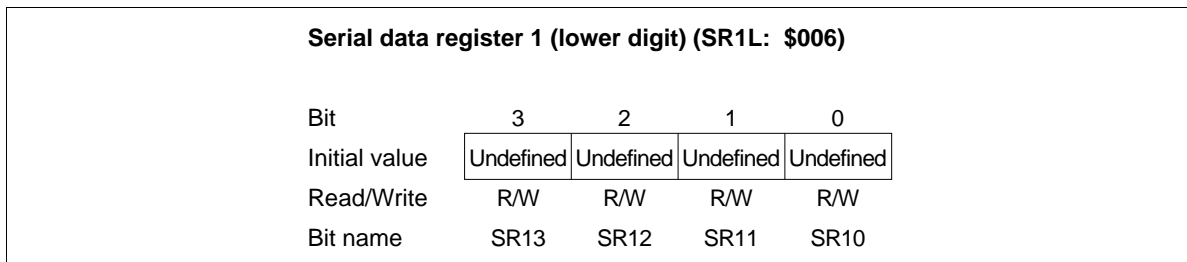 Serial data register 1 (lower digit) (SR1L: $006)
Bit 3 2 1 0
Initial value Undefined Undefined Undefined Undefined
Read/Write R/W R/W R/W R/W
Bit name SR13 SR12 SR11 SR10